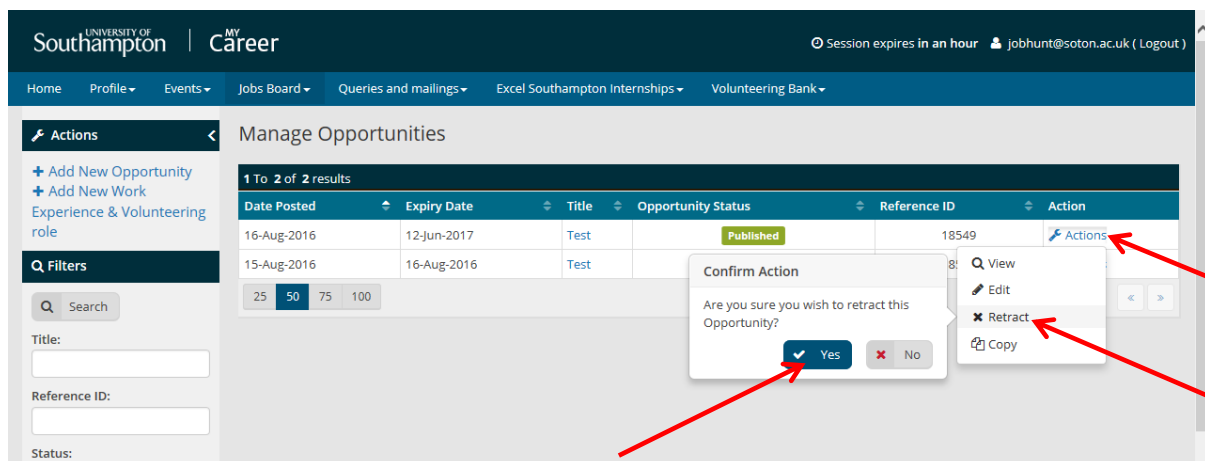 UNIVERSITY OF
Southampton | MY Career
Session expires in an hour jobhunt@soton.ac.uk ( Logout )
Home Profile Events Jobs Board Queries and mailings Excel Southampton Internships Volunteering Bank
Actions
+ Add New Opportunity
+ Add New Work
Experience & Volunteering
role
Filters
Search
Title:
Reference ID:
Status:
Manage Opportunities
1 To 2 of 2 results
Date Posted Expiry Date Title Opportunity Status Reference ID Action
16-Aug-2016 12-Jun-2017 Test Published 18549 Actions
15-Aug-2016 16-Aug-2016 Test
25 50 75 100 « »
Confirm Action
Are you sure you wish to retract this
Opportunity?
Yes No
View
Edit
Retract
Copy